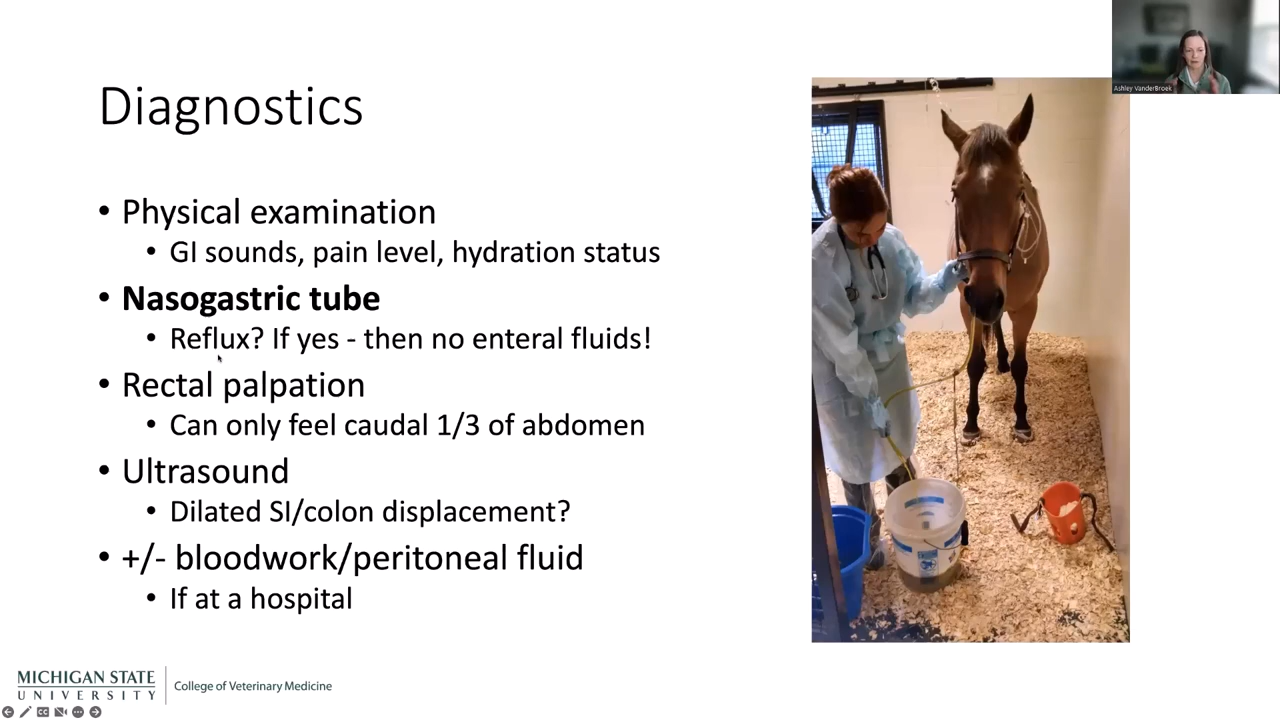 Ashley VanderBroek
Diagnostics
• Physical examination
• GI sounds, pain level, hydration status
• Nasogastric tube
• Reflux? If yes - then no enteral fluids!
• Rectal palpation
• Can only feel caudal 1/3 of abdomen
• Ultrasound
• Dilated SI/colon displacement?
• +/- bloodwork/peritoneal fluid
• If at a hospital
MICHIGAN STATE
UNIVERSITY
College of Veterinary Medicine